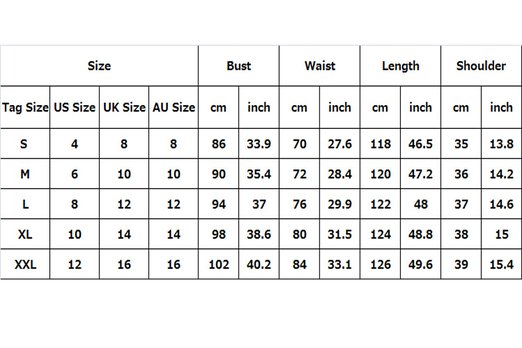 Size Bust Waist Length Shoulder
Tag Size US Size UK Size AU Size cm inch cm inch cm inch cm inch
S 4 8 8 86 33.9 70 27.6 118 46.5 35 13.8
M 6 10 10 90 35.4 72 28.4 120 47.2 36 14.2
L 8 12 12 94 37 76 29.9 122 48 37 14.6
XL 10 14 14 98 38.6 80 31.5 124 48.8 38 15
XXL 12 16 16 102 40.2 84 33.1 126 49.6 39 15.4